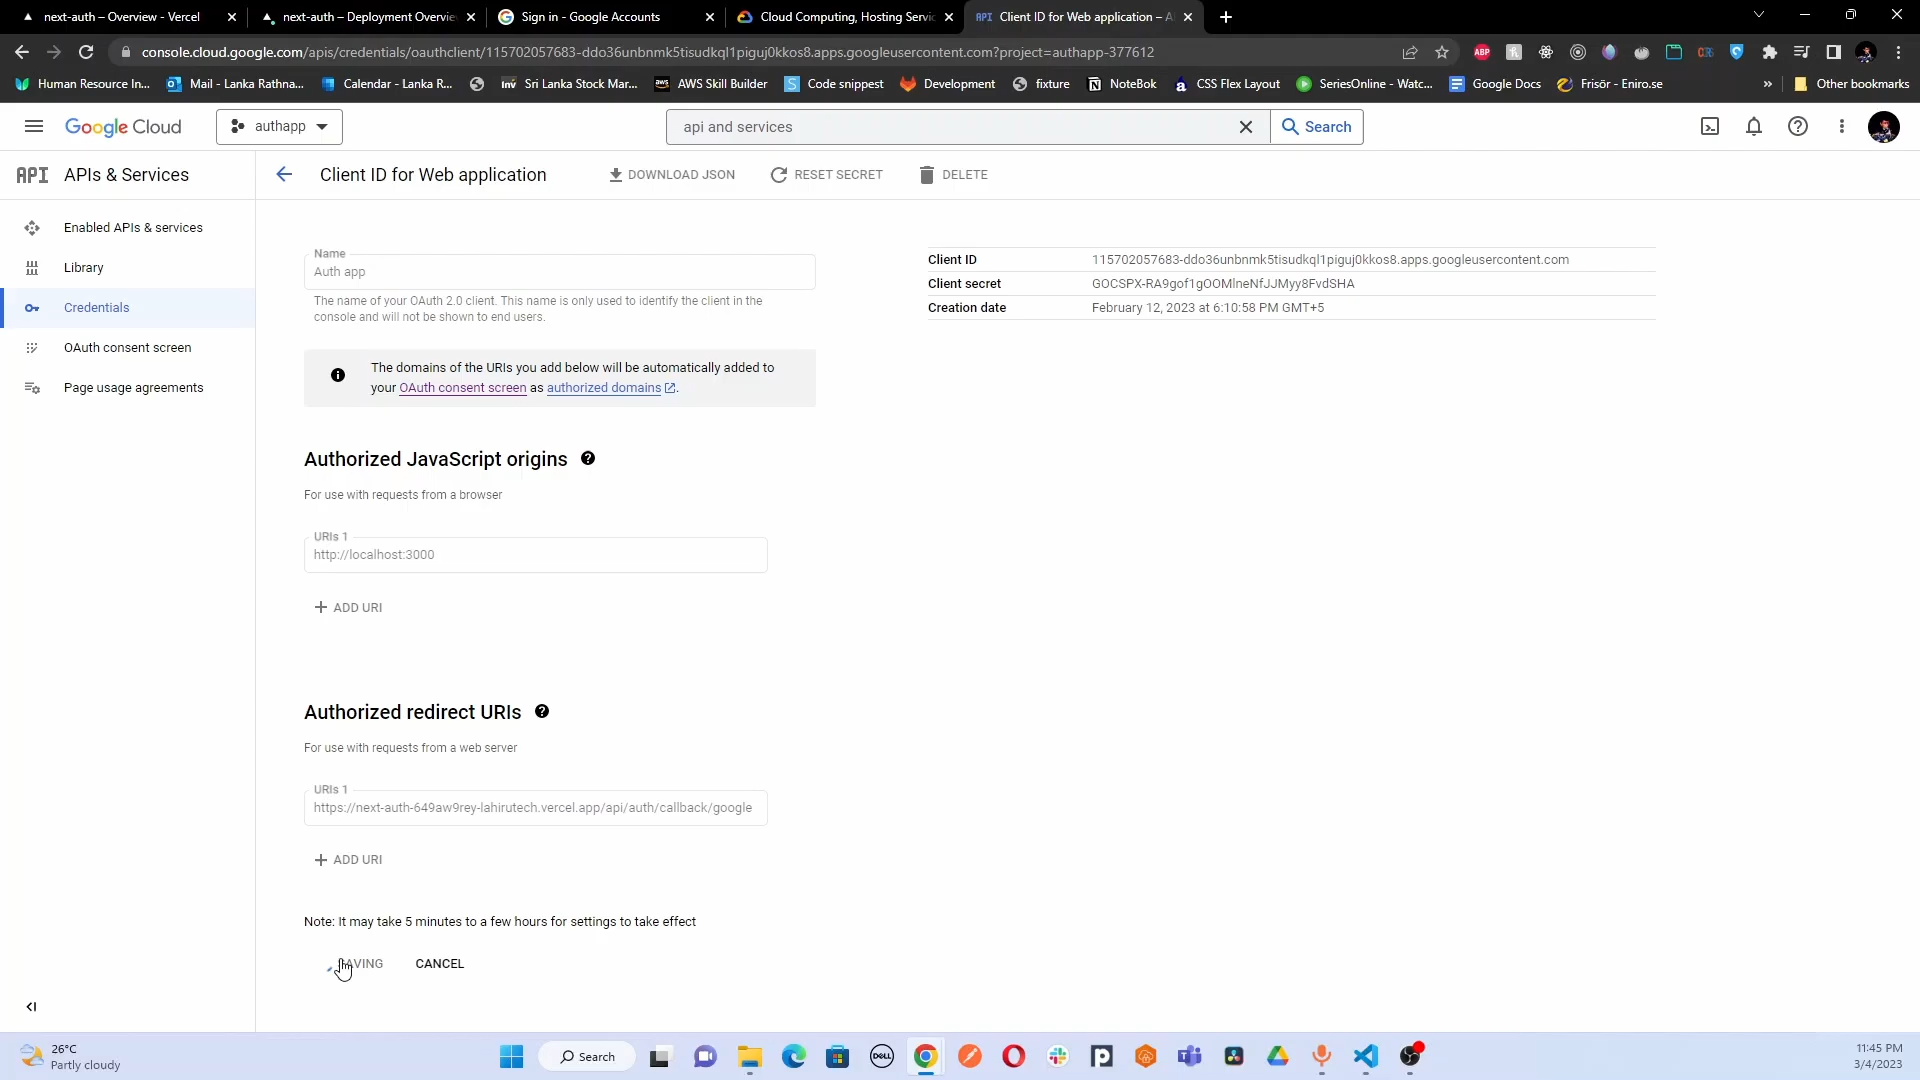 next-auth – Overview - Vercel
next-auth – Deployment Overview
Sign in - Google Accounts
Cloud Computing, Hosting Servic
API Client ID for Web application – A
console.cloud.google.com/apis/credentials/oauthclient/115702057683-ddo36unbnmk5tisudkql1piguj0kkos8.apps.googleusercontent.com?project=authapp-377612
ABP
Human Resource In...
Mail - Lanka Rathna...
Calendar - Lanka R...
inv Sri Lanka Stock Mar...
aws AWS Skill Builder
S Code snippest
Development
fixture
NoteBok
a CSS Flex Layout
SeriesOnline - Watc...
Google Docs
Frisör - Eniro.se
»
Other bookmarks
Google Cloud
authapp
api and services
Search
API APIs & Services
Client ID for Web application
DOWNLOAD JSON
RESET SECRET
DELETE
Enabled APIs & services
Library
Credentials
OAuth consent screen
Page usage agreements
Name
Auth app
The name of your OAuth 2.0 client. This name is only used to identify the client in the
console and will not be shown to end users.
Client ID 115702057683-ddo36unbnmk5tisudkql1piguj0kkos8.apps.googleusercontent.com
Client secret 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
Creation date February 12, 2023 at 6:10:58 PM GMT+5
The domains of the URIs you add below will be automatically added to
your OAuth consent screen as authorized domains.
Authorized JavaScript origins
For use with requests from a browser
URIs 1
http://localhost:3000
+ ADD URI
Authorized redirect URIs
For use with requests from a web server
URIs 1
https://next-auth-649aw9rey-lahirutech.vercel.app/api/auth/callback/google
+ ADD URI
Note: It may take 5 minutes to a few hours for settings to take effect
AVING
CANCEL
26°C
Partly cloudy
Search
DELL
11:45 PM
3/4/2023